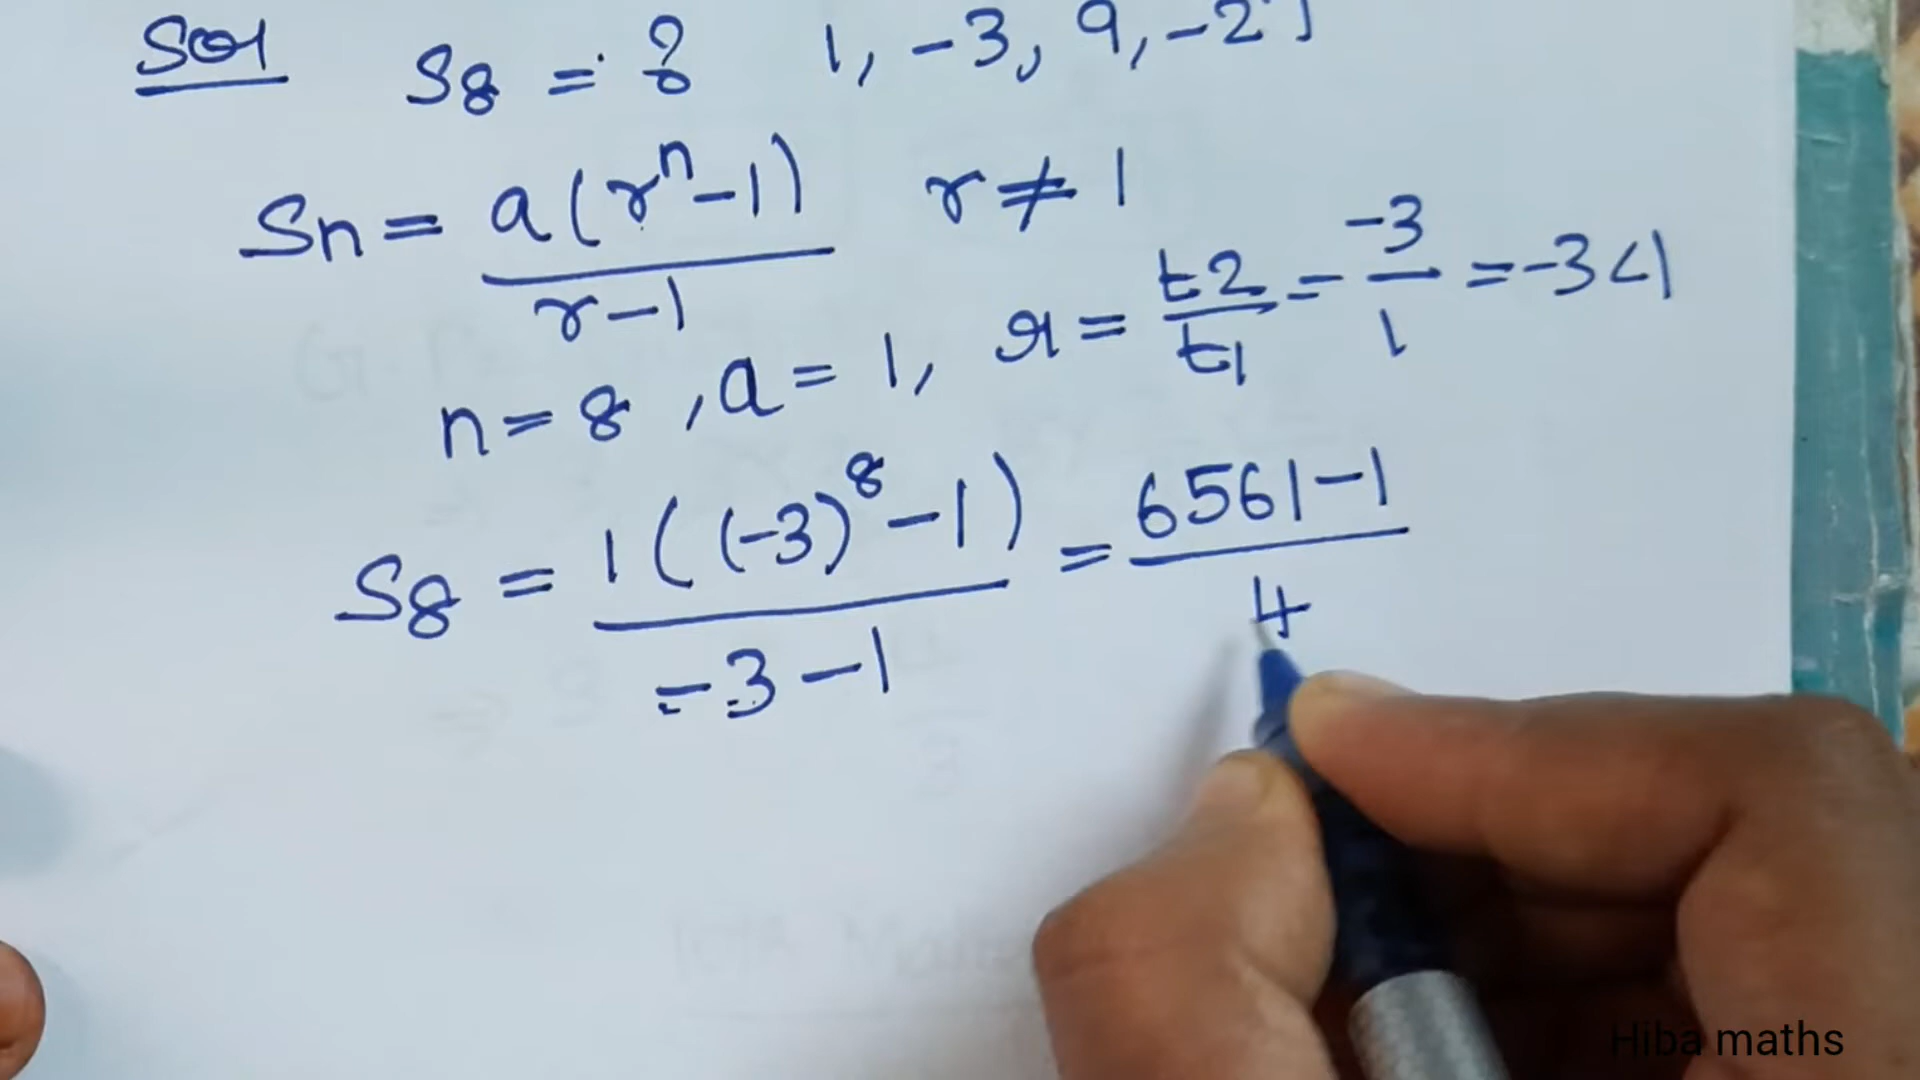 Sol S8 = ? 1, -3, 9, -27
Sn = a(r^n - 1) / r - 1 r ≠ 1
n = 8, a = 1, r = t2/t1 = -3/1 = -3 < 1
S8 = 1((-3)^8 - 1) / -3 - 1 = 6561 - 1 / 4
Hiba maths